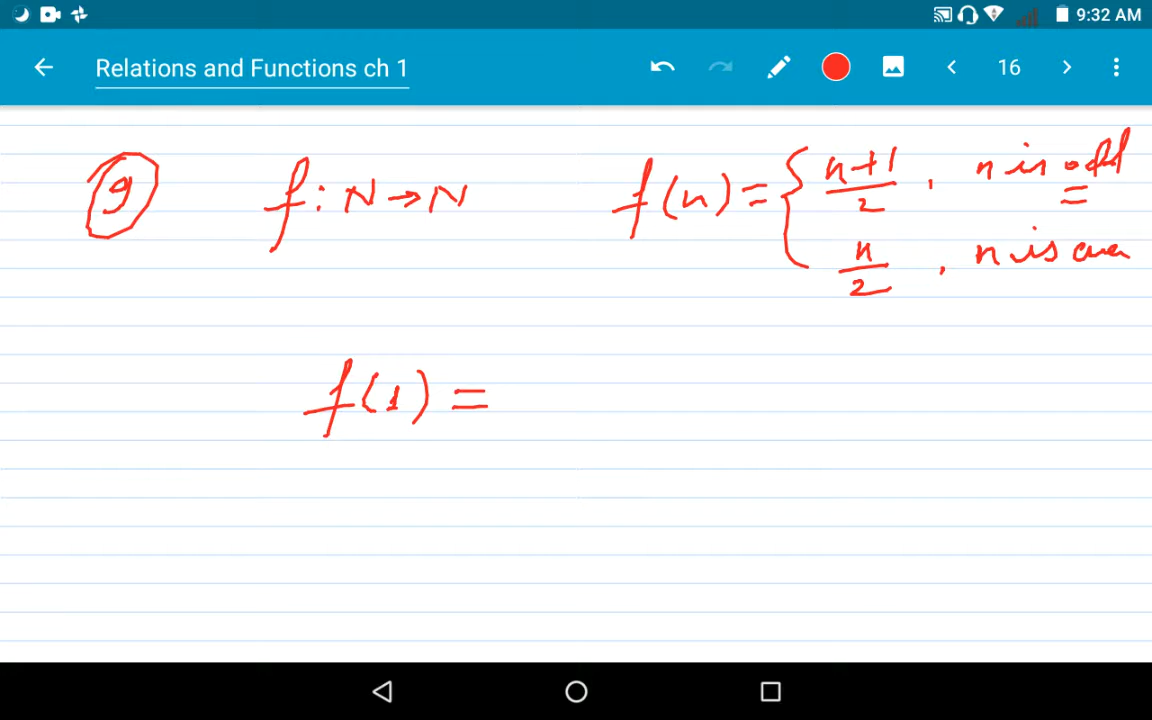 9:32 AM
Relations and Functions ch 1
16
9 f : N → N f(n) = { n+1/2 , n is odd
n/2 , n is even
f(1) =